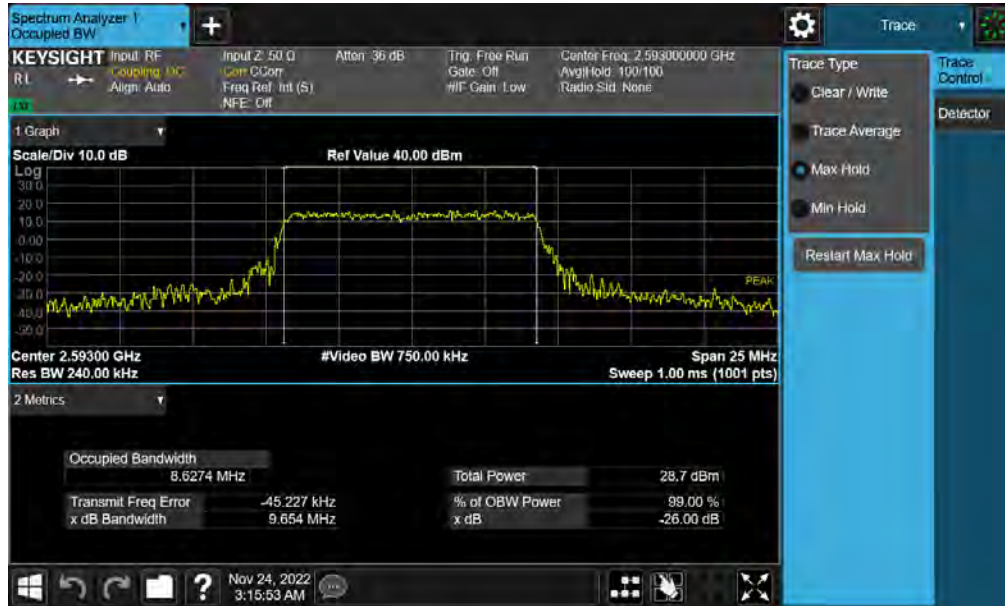 Spectrum Analyzer 1
Occupied BW
Trace
KEYSIGHT Input: RF
Coupling: DC
Align: Auto
Input Z: 50 Ω
Corr CCorr
Freq Ref: Int (S)
NFE: Off
Atten: 36 dB
Trig: Free Run
Gate: Off
#IF Gain: Low
Center Freq: 2.593000000 GHz
Avg|Hold: 100/100
Radio Std: None
Trace Type
Clear / Write
Trace Average
Max Hold
Min Hold
Restart Max Hold
Trace
Control
Detector
1 Graph
Scale/Div 10.0 dB
Ref Value 40.00 dBm
Log
30.0
20.0
10.0
0.00
-10.0
-20.0
-30.0
-40.0
-50.0
PEAK
Center 2.59300 GHz
#Video BW 750.00 kHz
Span 25 MHz
Res BW 240.00 kHz
Sweep 1.00 ms (1001 pts)
2 Metrics
Occupied Bandwidth
8.6274 MHz
Total Power 28.7 dBm
Transmit Freq Error -45.227 kHz
% of OBW Power 99.00 %
x dB Bandwidth 9.654 MHz
x dB -26.00 dB
Nov 24, 2022
3:15:53 AM